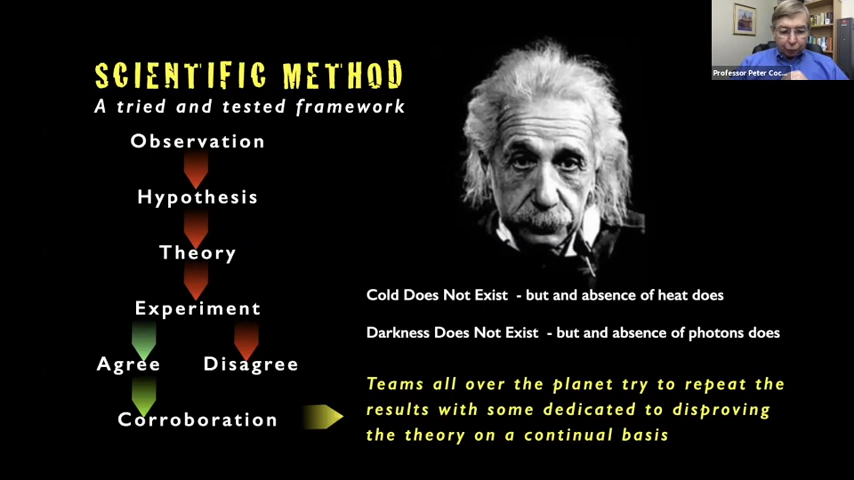 SCIENTIFIC METHOD
A tried and tested framework
Observation
Hypothesis
Theory
Experiment
Agree Disagree
Corroboration
Cold Does Not Exist - but and absence of heat does
Darkness Does Not Exist - but and absence of photons does
Teams all over the planet try to repeat the
results with some dedicated to disproving
the theory on a continual basis
Professor Peter Coc...